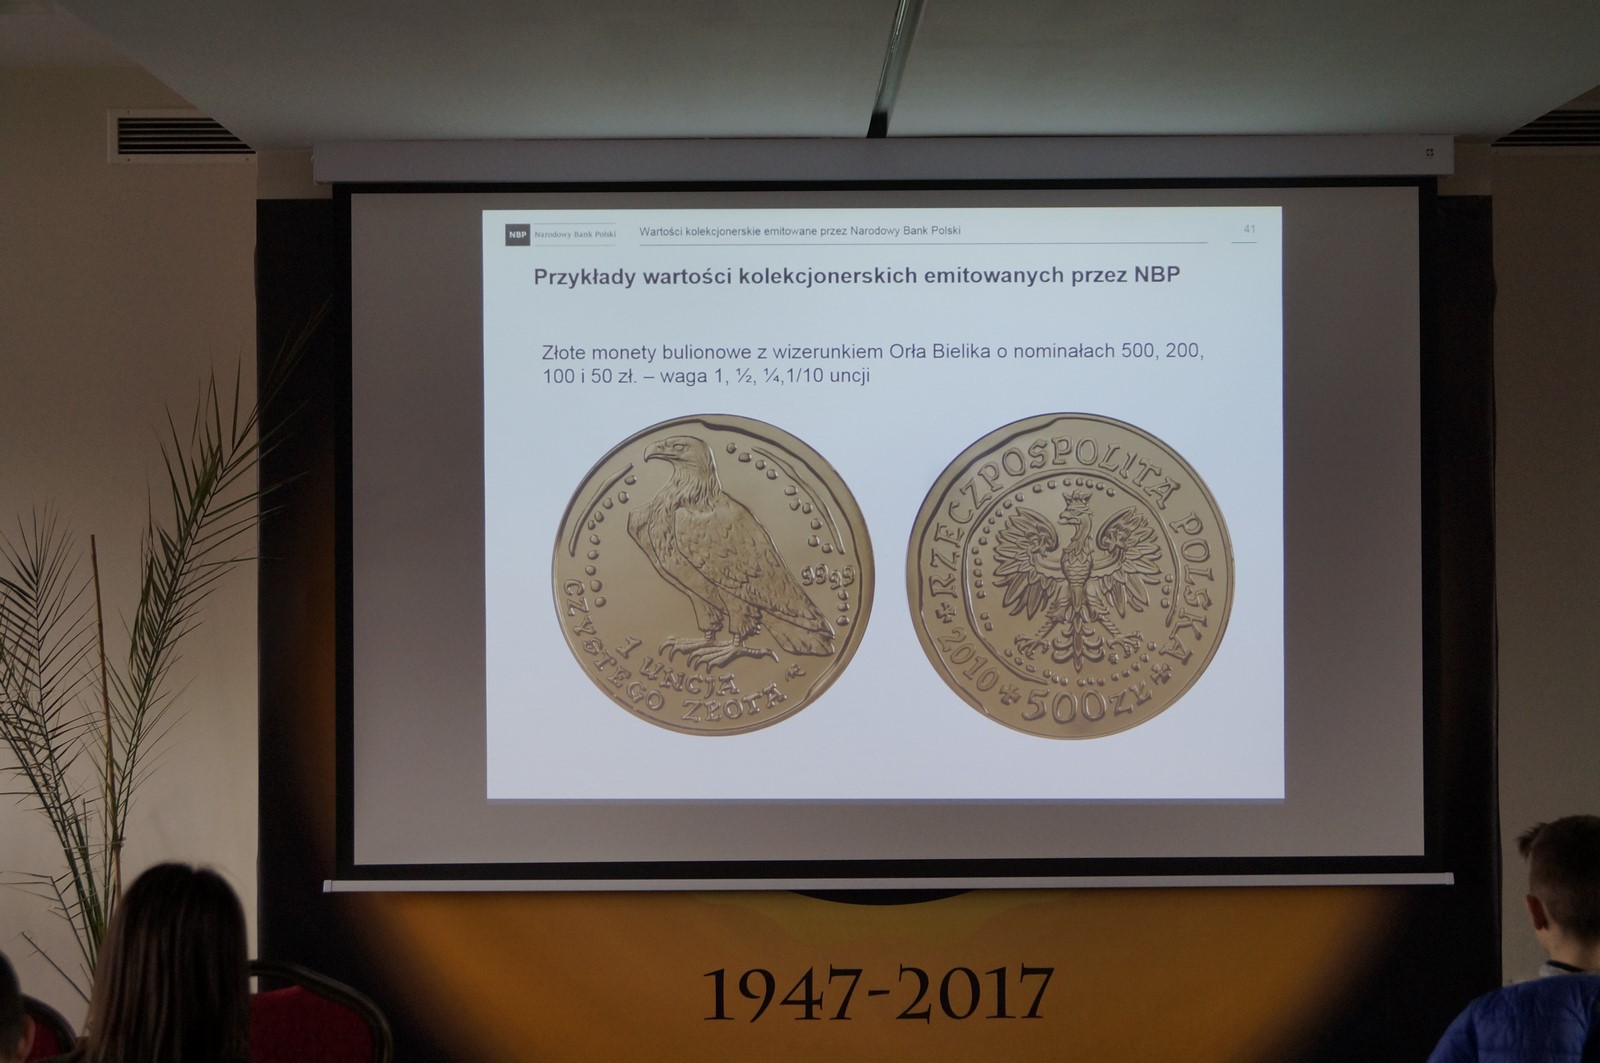 NBP Narodowy Bank Polski Wartości kolekcjonerskie emitowane przez Narodowy Bank Polski 41
Przykłady wartości kolekcjonerskich emitowanych przez NBP
Złote monety bulionowe z wizerunkiem Orła Bielika o nominałach 500, 200,
100 i 50 zł. – waga 1, ½, ¼,1/10 uncji
9999
1 UNCJA
CZYSTEGO ZŁOTA
RZECZPOSPOLITA POLSKA
2010
500 ZŁ
1947-2017